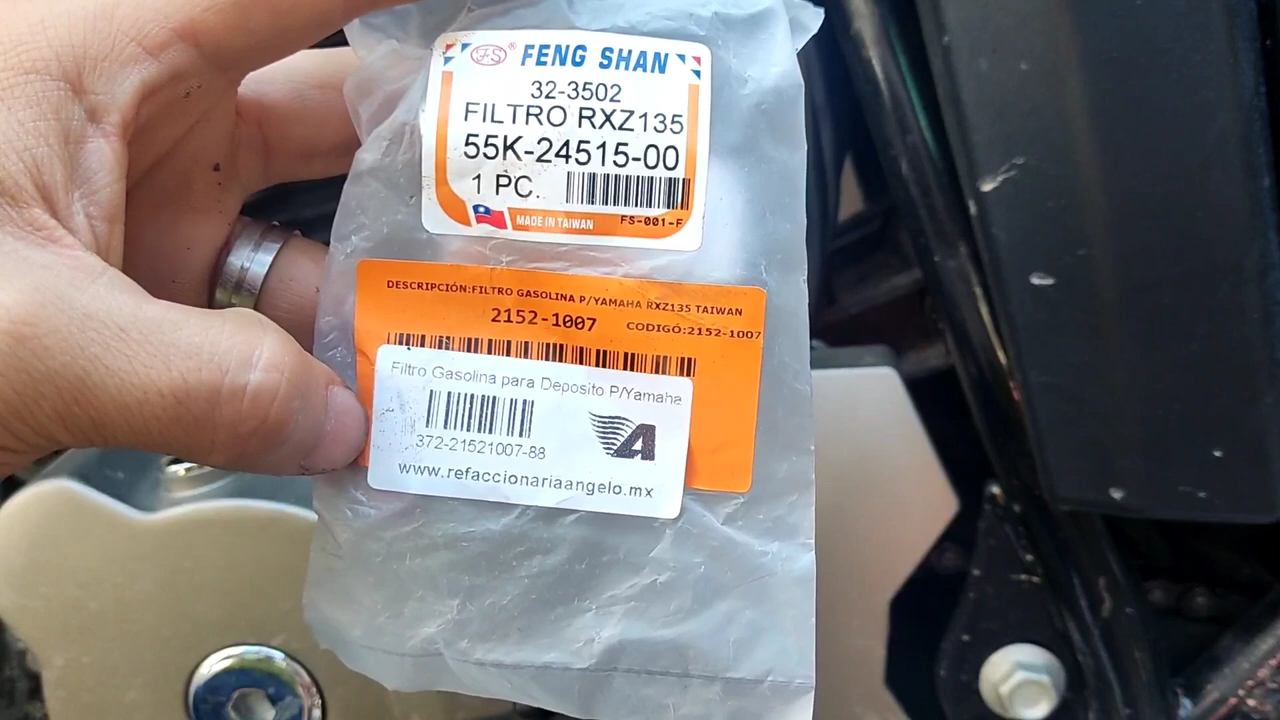 FS® FENG SHAN
32-3502
FILTRO RXZ135
55K-24515-00
1 PC.
MADE IN TAIWAN FS-001-F
DESCRIPCIÓN:FILTRO GASOLINA P/YAMAHA RXZ135 TAIWAN
2152-1007 CODIGÓ:2152-1007
Filtro Gasolina para Deposito P/Yamaha
372-21521007-88
A
www.refaccionariaangelo.mx